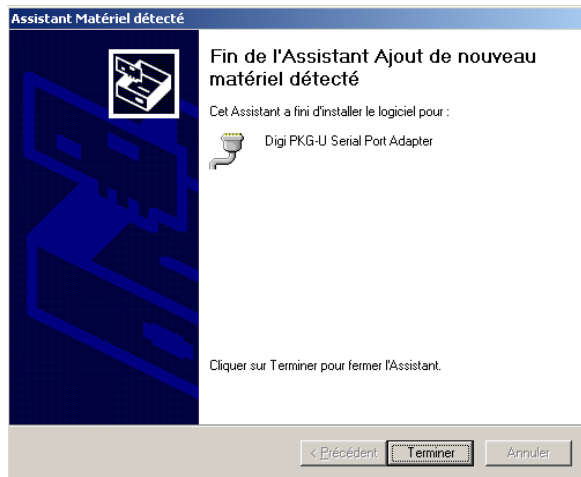 Assistant Matériel détecté
Fin de l'Assistant Ajout de nouveau
matériel détecté
Cet Assistant a fini d'installer le logiciel pour :
Digi PKG-U Serial Port Adapter
Cliquer sur Terminer pour fermer l'Assistant.
< Précédent Terminer Annuler